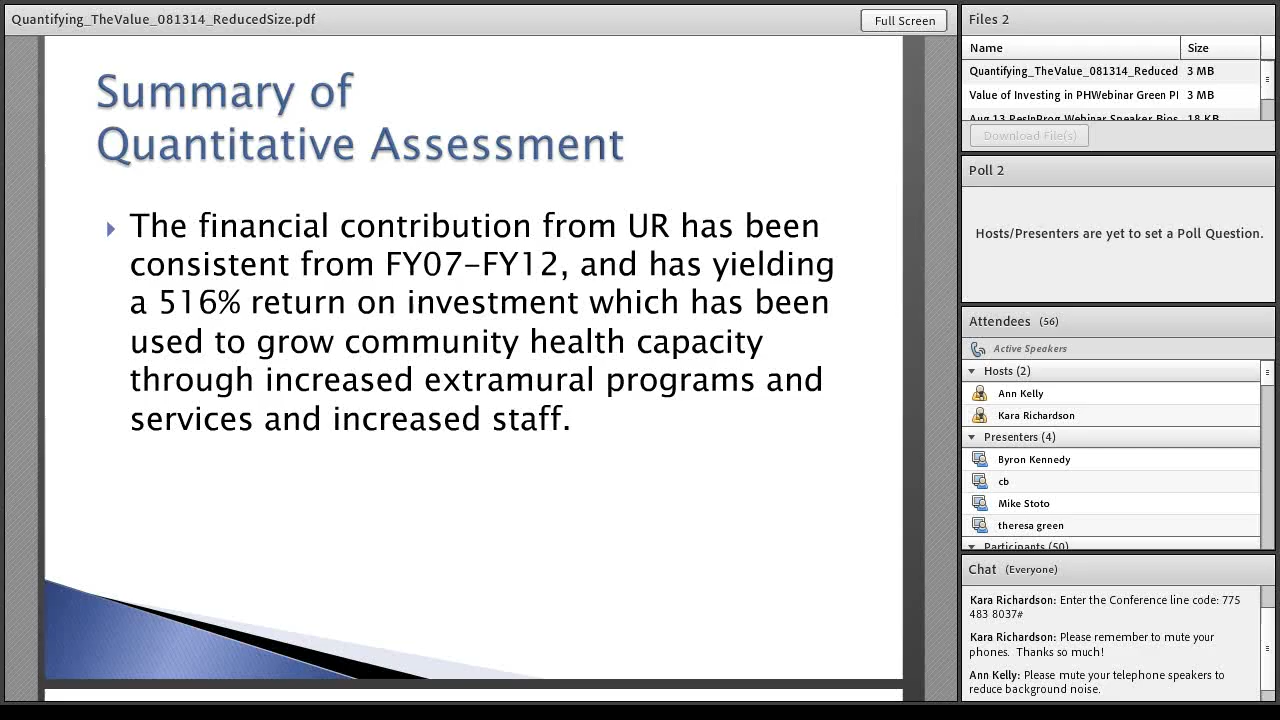 Quantifying_TheValue_081314_ReducedSize.pdf
Full Screen
Summary of
Quantitative Assessment
The financial contribution from UR has been
consistent from FY07-FY12, and has yielding
a 516% return on investment which has been
used to grow community health capacity
through increased extramural programs and
services and increased staff.
Files 2
Name Size
Quantifying_TheValue_081314_Reduced 3 MB
Value of Investing in PHWebinar Green Pl 3 MB
Aug 13 ResInProg Webinar Speaker Bios 18 KB
Download File(s)
Poll 2
Hosts/Presenters are yet to set a Poll Question.
Attendees (56)
Active Speakers
Hosts (2)
Ann Kelly
Kara Richardson
Presenters (4)
Byron Kennedy
cb
Mike Stoto
theresa green
Participants (50)
Chat (Everyone)
Kara Richardson: Enter the Conference line code: 775
483 8037#
Kara Richardson: Please remember to mute your
phones. Thanks so much!
Ann Kelly: Please mute your telephone speakers to
reduce background noise.